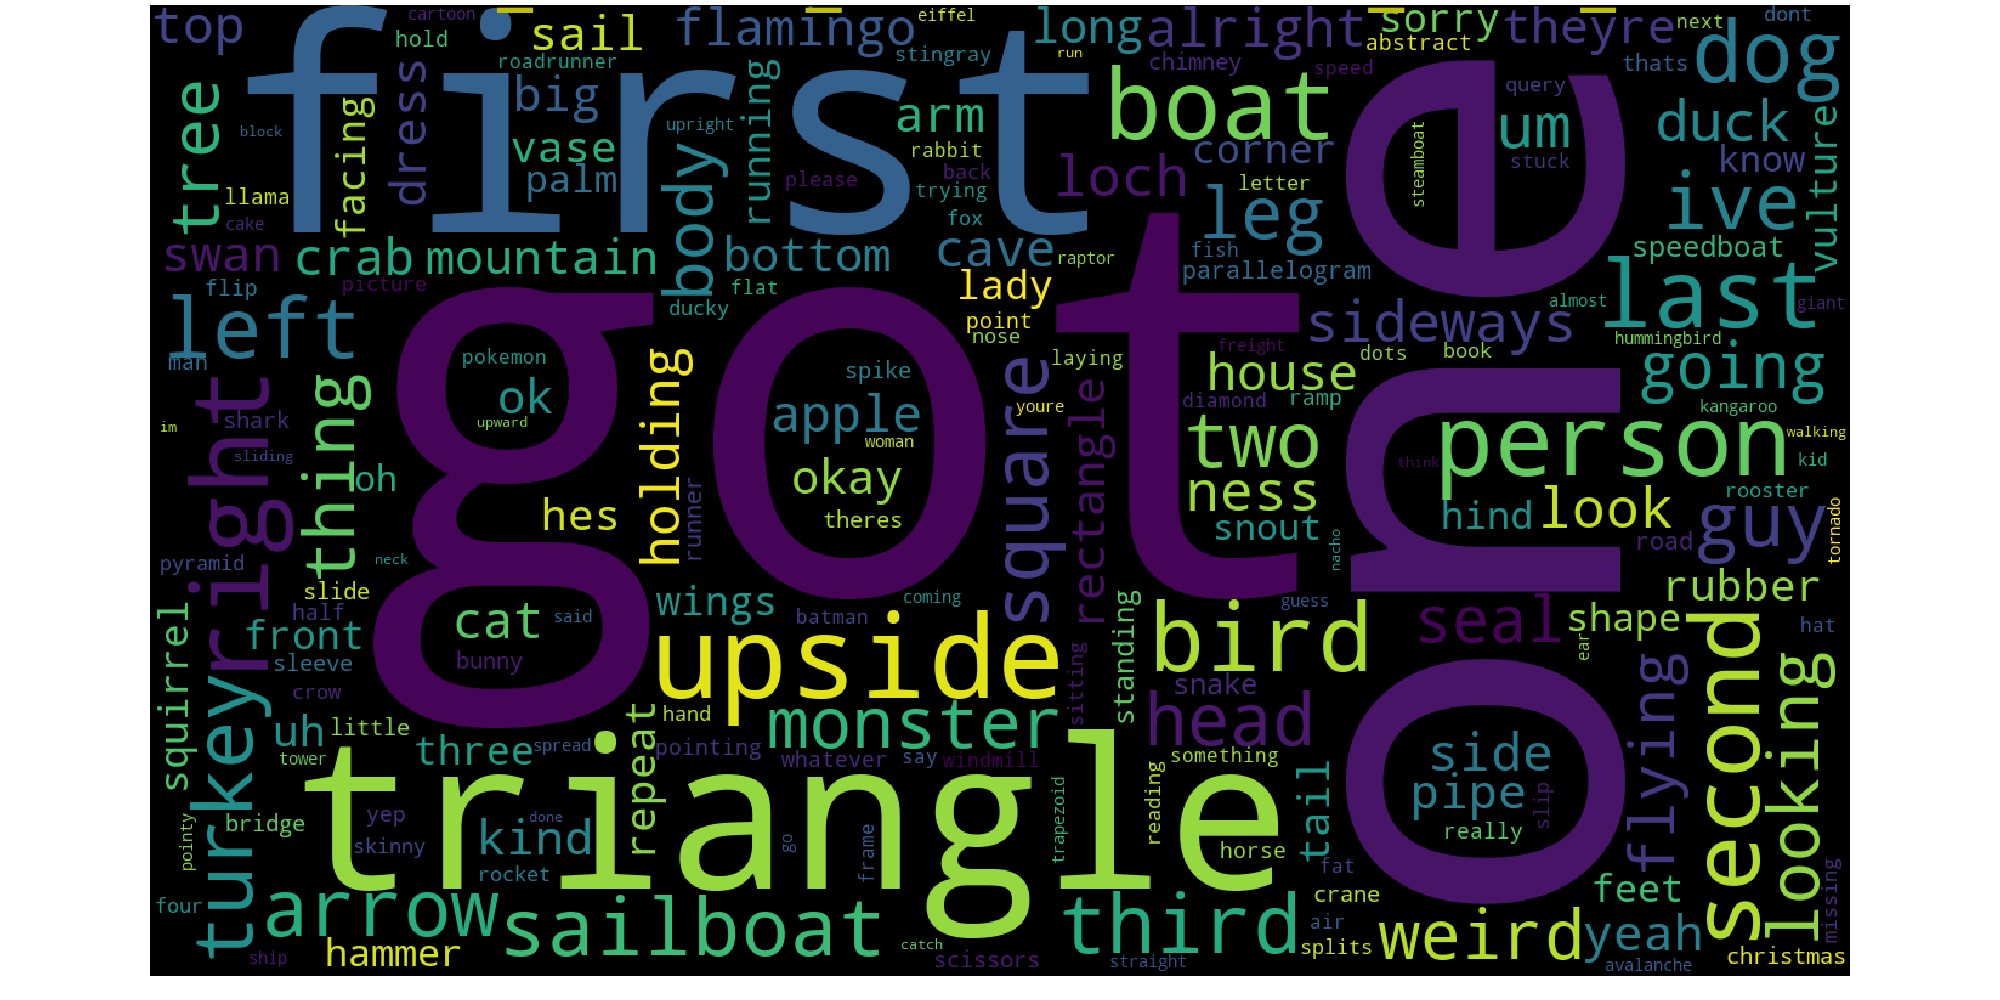 top
cartoon
hold
sail
roadrunner
flamingo
eiffel
stingray
long
run
alright
chimney
speed
abstract
sorry
theyre
next
dont
thats
dog
first
tree
block
facing
dress
big
vase
palm
upright
body
running
please
arm
rabbit
back
trying
fox
boat
loch
corner
letter
leg
steamboat
query
um
stuck
duck
know
ive
vulture
llama
cake
swan
crab
mountain
bottom
cave
raptor
fish
parallelogram
speedboat
last
flip
picture
ducky
flat
lady
point
nose
almost
giant
hummingbird
left
man
sideways
freight
dots
book
going
got
one
pokemon
ok
upward
spike
apple
woman
okay
theres
holding
square
laying
youre
rectangle
house
diamond
ramp
kangaroo
right
thing
shark
im
sliding
oh
hes
runner
two
ness
snout
person
think
walking
kid
rooster
hind
look
guy
road
tornado
nacho
pyramid
neck
slide
half
front
sleeve
crow
cat
said
bunny
wings
batman
coming
upside
monster
hand
sitting
standing
bird
guess
head
snake
seal
shape
ear
rubber
hat
squirrel
turkey
uh
little
tower
three
spread
repeat
pointing
whatever
say
windmill
something
side
pipe
slip
really
flying
second
looking
triangle
pointy
bridge
yep
skinny
kind
done
rocket
go
frame
trapezoid
reading
horse
tail
fat
four
arrow
sailboat
third
crane
air
splits
weird
feet
yeah
missing
ship
hammer
catch
scissors
straight
avalanche
christmas